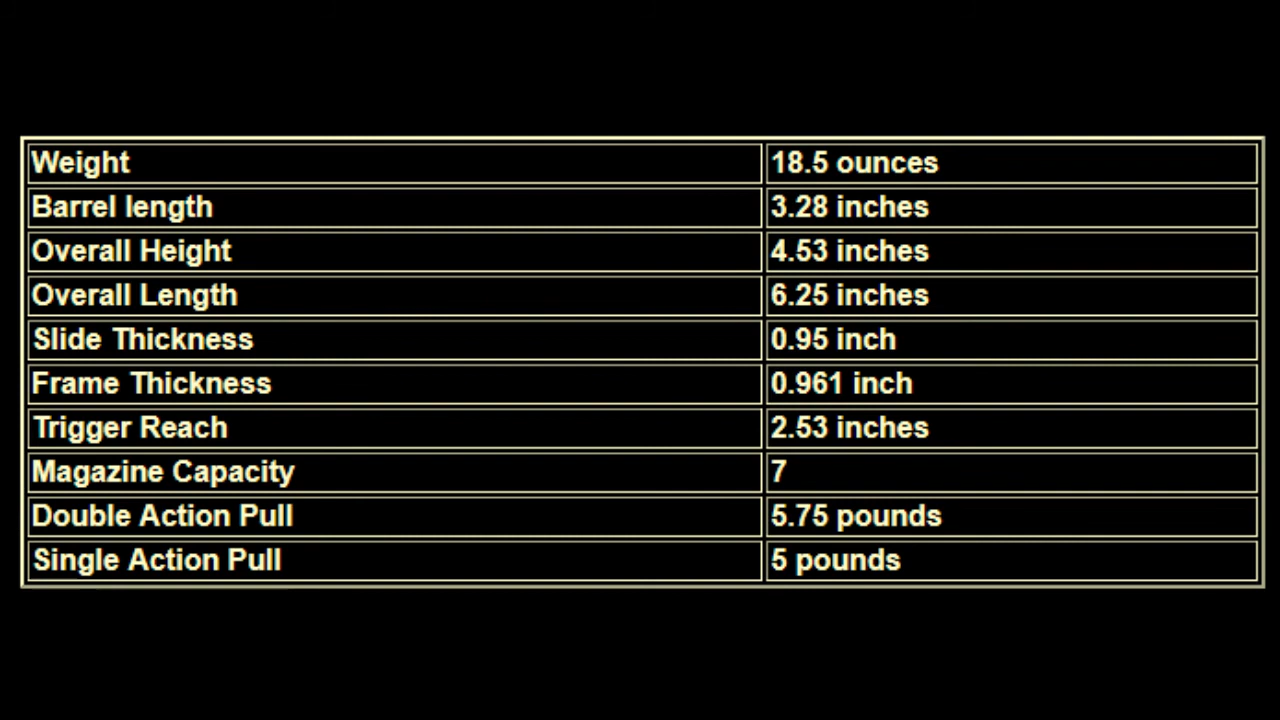 Weight 18.5 ounces
Barrel length 3.28 inches
Overall Height 4.53 inches
Overall Length 6.25 inches
Slide Thickness 0.95 inch
Frame Thickness 0.961 inch
Trigger Reach 2.53 inches
Magazine Capacity 7
Double Action Pull 5.75 pounds
Single Action Pull 5 pounds